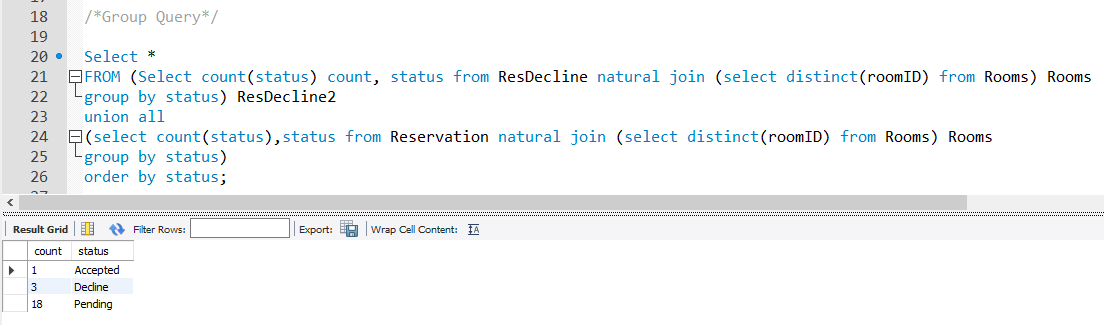 18 /*Group Query*/
19
20 Select *
21 FROM (Select count(status) count, status from ResDecline natural join (select distinct(roomID) from Rooms) Rooms
22 group by status) ResDecline2
23 union all
24 (select count(status),status from Reservation natural join (select distinct(roomID) from Rooms) Rooms
25 group by status)
26 order by status;
Result Grid Filter Rows: Export: Wrap Cell Content: IA
count status
1 Accepted
3 Decline
18 Pending